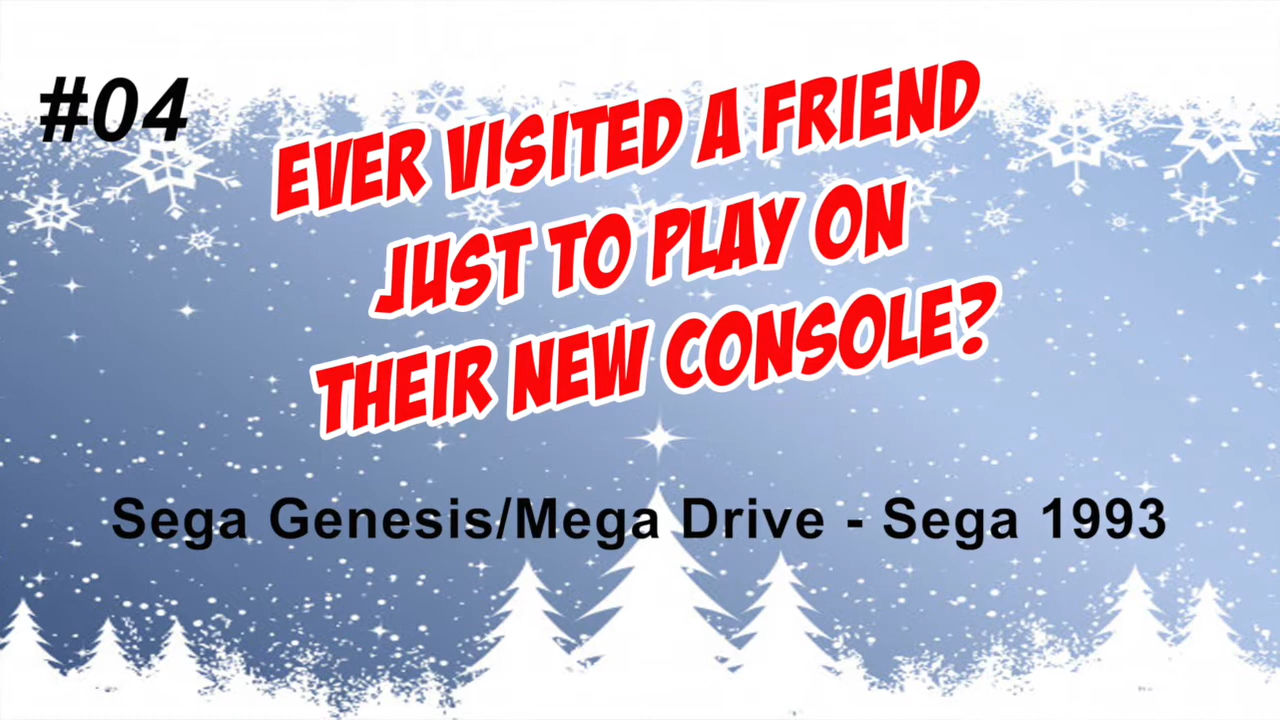 #04
EVER VISITED A FRIEND
JUST TO PLAY ON
THEIR NEW CONSOLE?
Sega Genesis/Mega Drive - Sega 1993